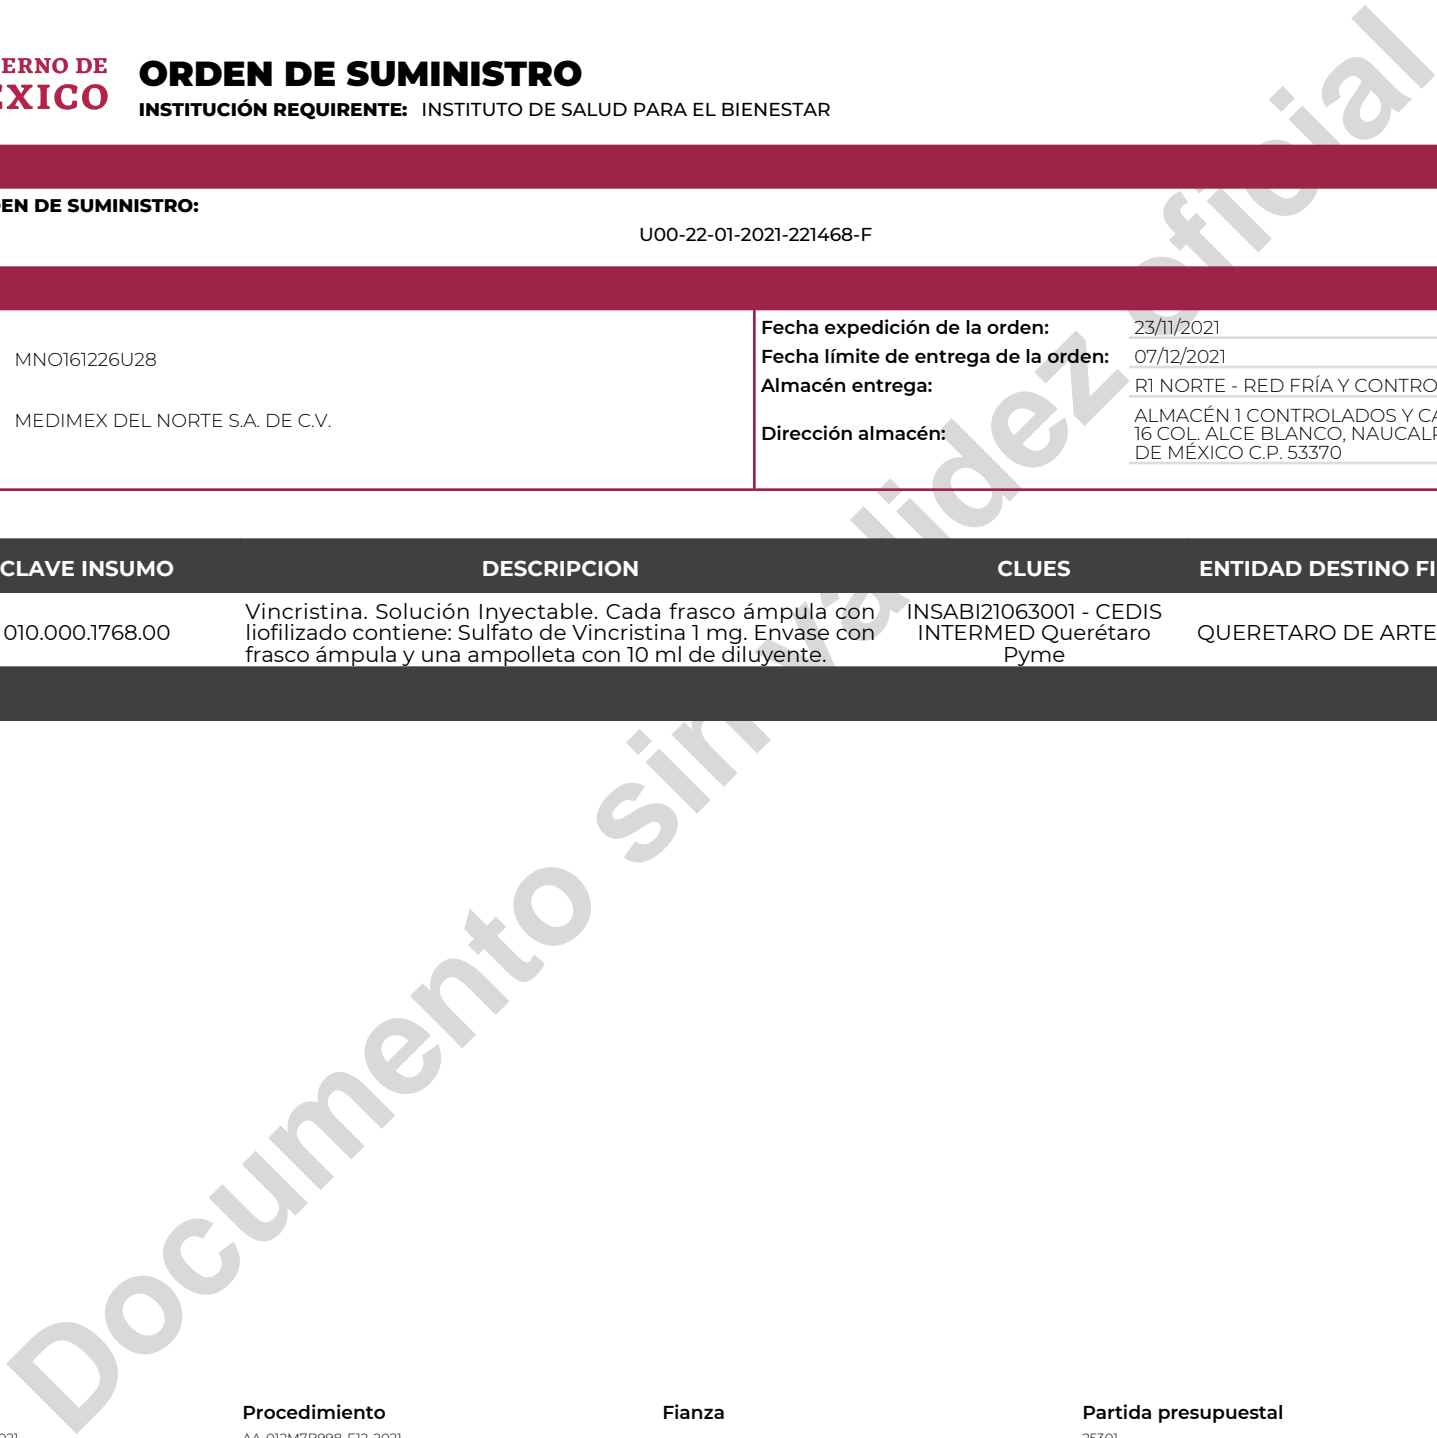 ERNO DE
ORDEN DE SUMINISTRO
INSTITUCIÓN REQUIRENTE: INSTITUTO DE SALUD PARA EL BIENESTAR
DE SUMINISTRO:
U00-22-01-2021-221468-F
MNO161226U28
MEDIMEX DEL NORTE S.A. DE C.V.
Fecha expedición de la orden: 23/11/2021
Fecha límite de entrega de la orden: 07/12/2021
Almacén entrega: R1 NORTE - RED FRÍA Y CONTRO
Dirección almacén:
ALMACÉN 1 CONTROLADOS Y CA
16 COL. ALCE BLANCO, NAUCALP
DE MÉXICO C.P. 53370
CLAVE INSUMO DESCRIPCION CLUES ENTIDAD DESTINO FI
010.000.1768.00
Vincristina. Solución Inyectable. Cada frasco ámpula con
liofilizado contiene: Sulfato de Vincristina 1 mg. Envase con
frasco ámpula y una ampolleta con 10 ml de diluyente.
INSABI21063001 - CEDIS
INTERMED Querétaro
Pyme
QUERETARO DE ARTE
Documento sin validez oficial
Procedimiento Fianza Partida presupuestal